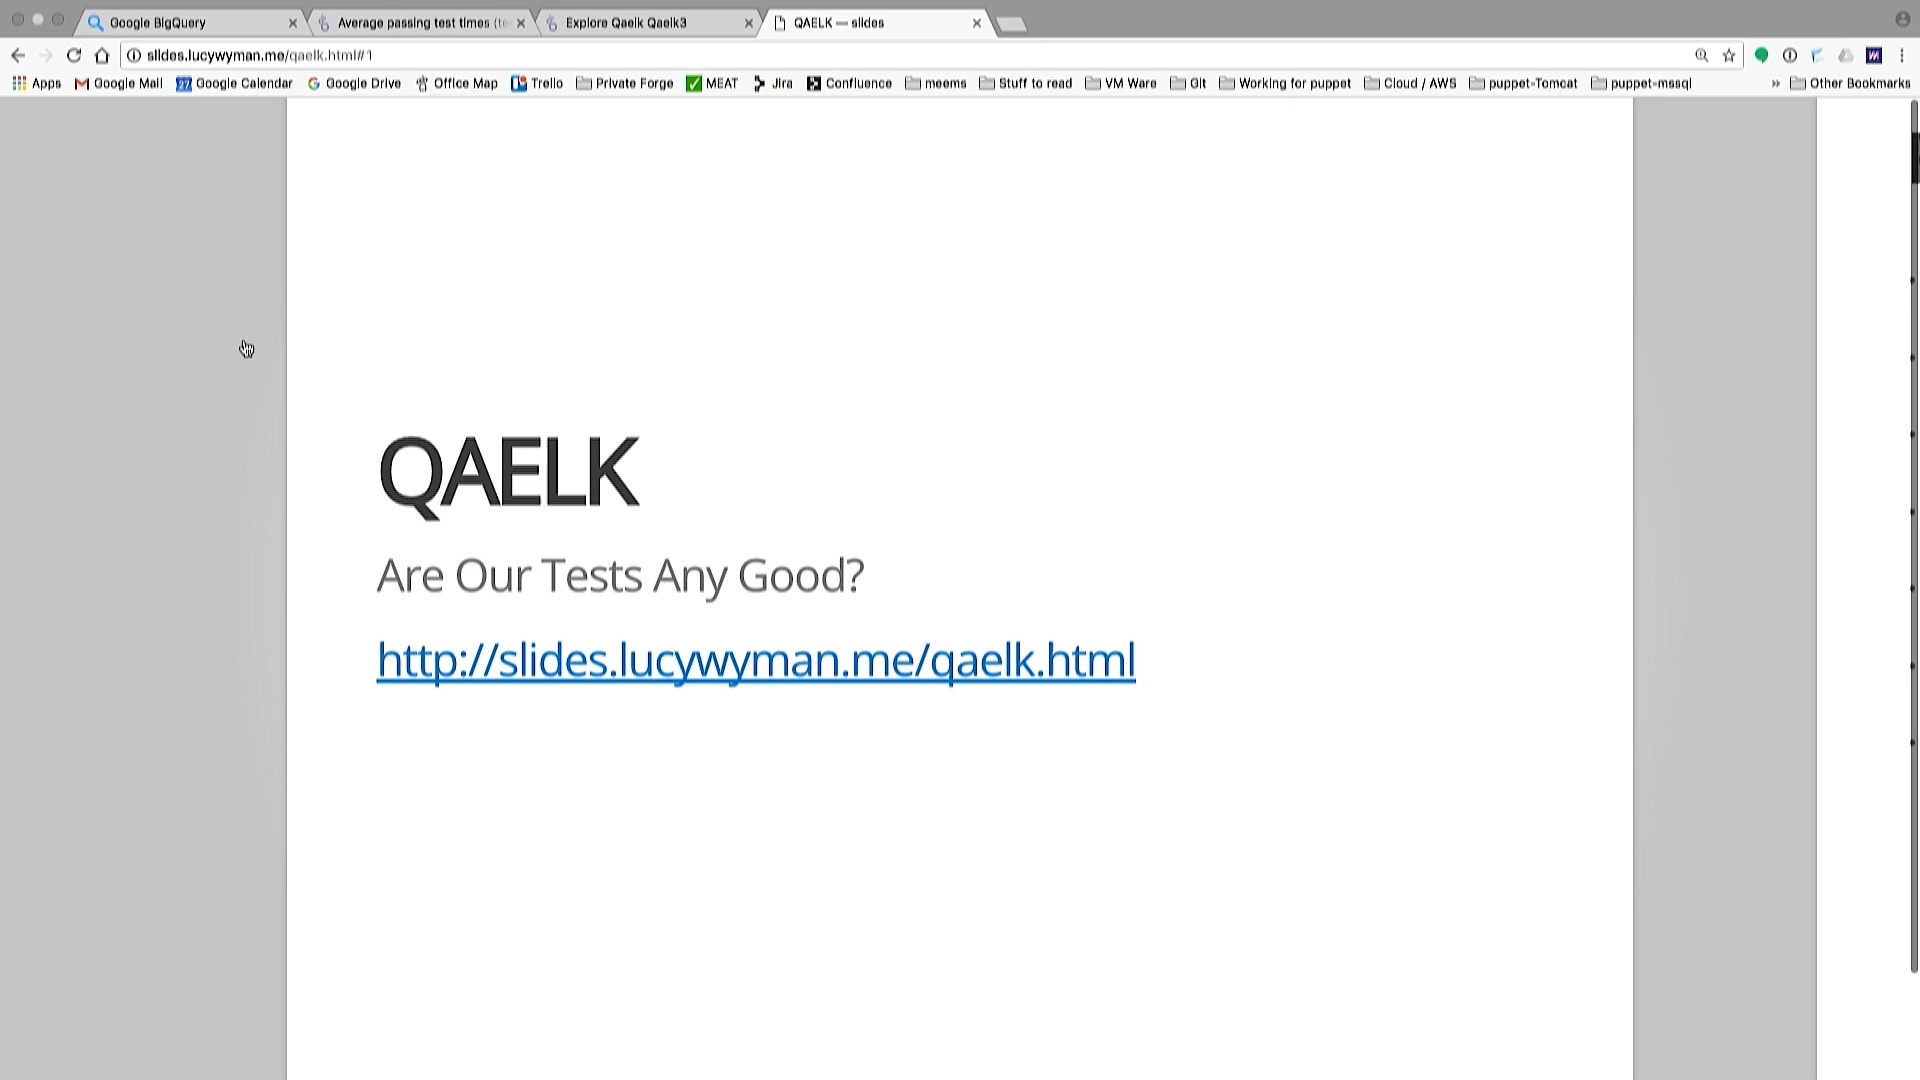 Google BigQuery
Average passing test times (te
Explore Qaelk Qaelk3
QAELK — slides
slides.lucywyman.me/qaelk.html#1
Apps
Google Mail
27
Google Calendar
Google Drive
Office Map
Trello
Private Forge
MEAT
Jira
Confluence
meems
Stuff to read
VM Ware
Git
Working for puppet
Cloud / AWS
puppet-Tomcat
puppet-mssql
»
Other Bookmarks
QAELK
Are Our Tests Any Good?
http://slides.lucywyman.me/qaelk.html